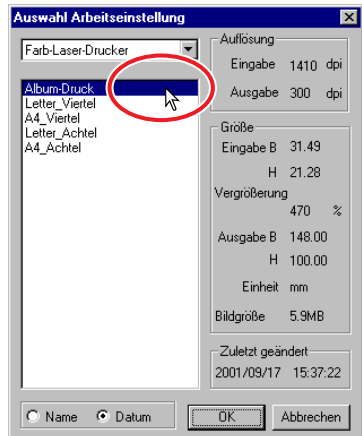 Auswahl Arbeitseinstellung
Farb-Laser-Drucker
Album-Druck
Letter_Viertel
A4_Viertel
Letter_Achtel
A4_Achtel
Name Datum
Auflösung
Eingabe 1410 dpi
Ausgabe 300 dpi
Größe
Eingabe B 31.49
H 21.28
Vergrößerung
470 %
Ausgabe B 148.00
H 100.00
Einheit mm
Bildgröße 5.9MB
Zuletzt geändert
2001/09/17 15:37:22
OK Abbrechen